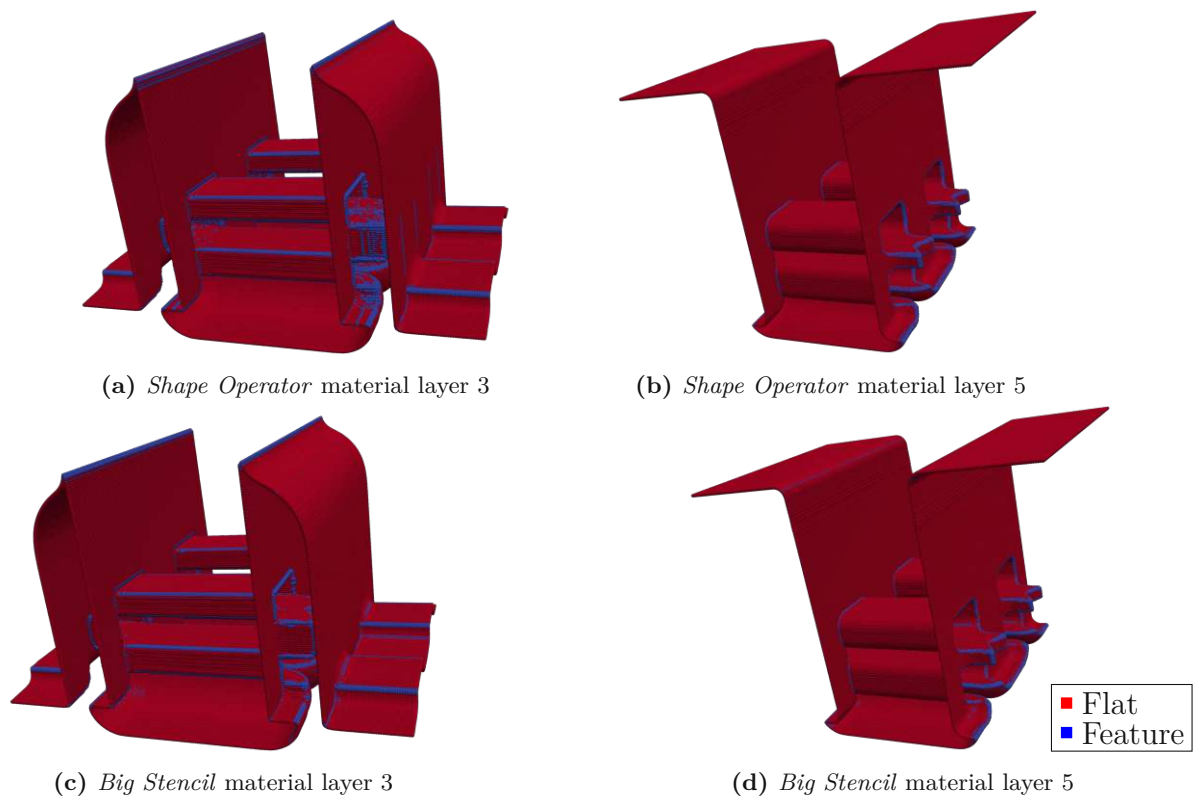 (a) Shape Operator material layer 3
(b) Shape Operator material layer 5
Flat
Feature
(c) Big Stencil material layer 3
(d) Big Stencil material layer 5